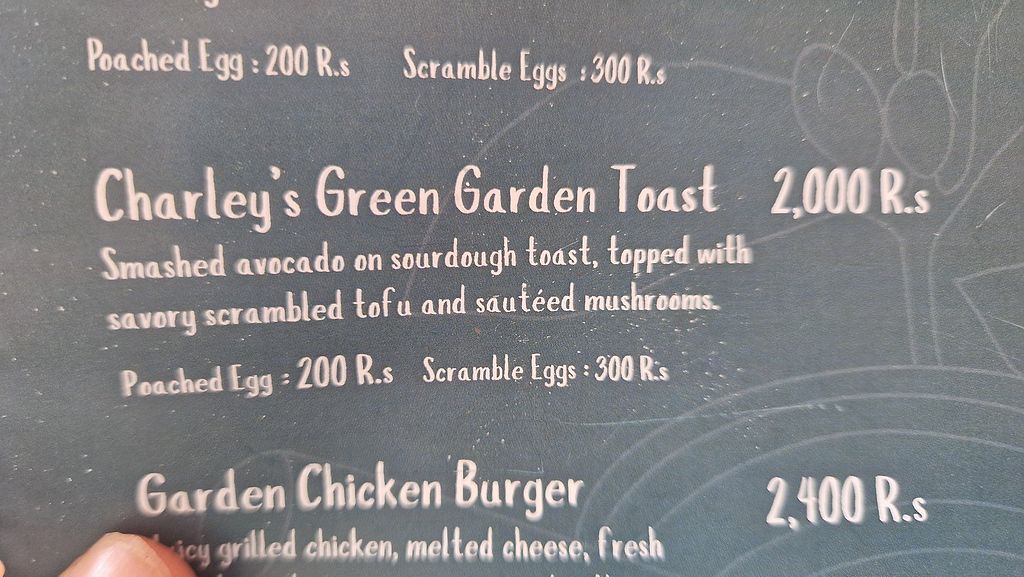 Poached Egg : 200 R.s Scramble Eggs : 300 R.s
Charley's Green Garden Toast 2,000 R.s
Smashed avocado on sourdough toast, topped with
savory scrambled tofu and sautéed mushrooms.
Poached Egg : 200 R.s Scramble Eggs : 300 R.s
Garden Chicken Burger 2,400 R.s
grilled chicken, melted cheese, fresh